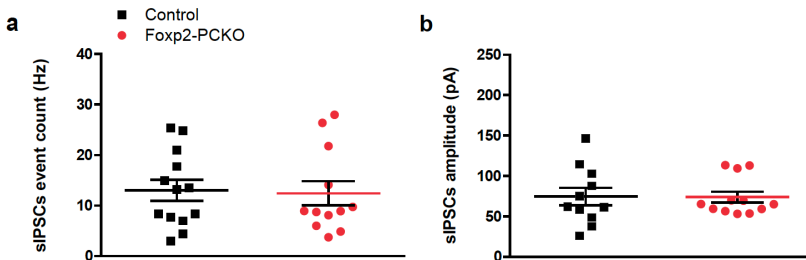 a
Control
Foxp2-PCKO
sIPSCs event count (Hz)
40
30
20
10
0
b
sIPSCs amplitude (pA)
250
200
150
100
50
0